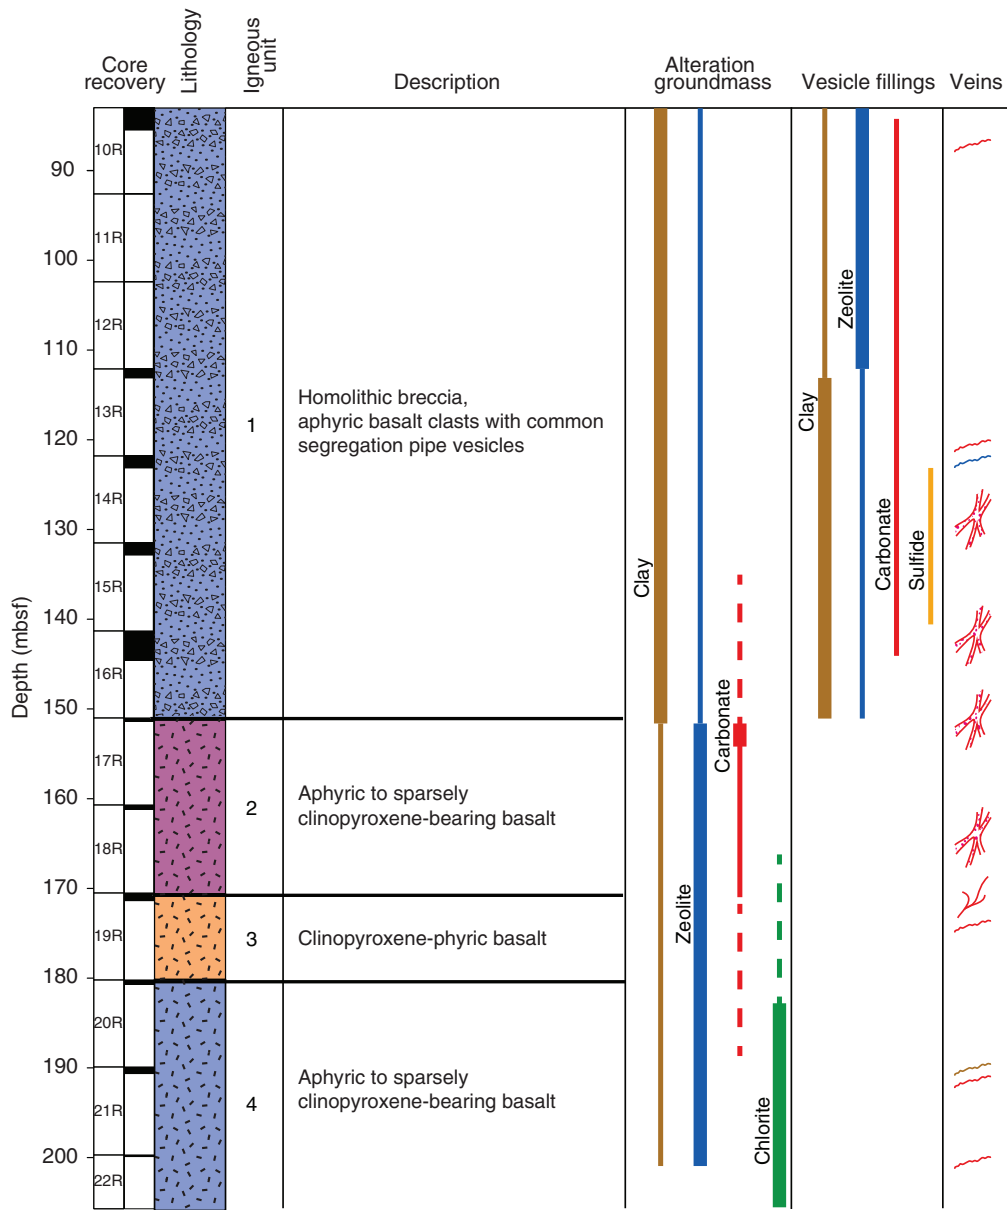 Core
recovery
Lithology
Igneous
unit
Description
Alteration
groundmass
Vesicle fillings
Veins
Depth (mbsf)
90
100
110
120
130
140
150
160
170
180
190
200
10R
11R
12R
13R
14R
15R
16R
17R
18R
19R
20R
21R
22R
1
Homolithic breccia,
aphyric basalt clasts with common
segregation pipe vesicles
2
Aphyric to sparsely
clinopyroxene-bearing basalt
3
Clinopyroxene-phyric basalt
4
Aphyric to sparsely
clinopyroxene-bearing basalt
Clay
Zeolite
Carbonate
Chlorite
Clay
Zeolite
Carbonate
Sulfide